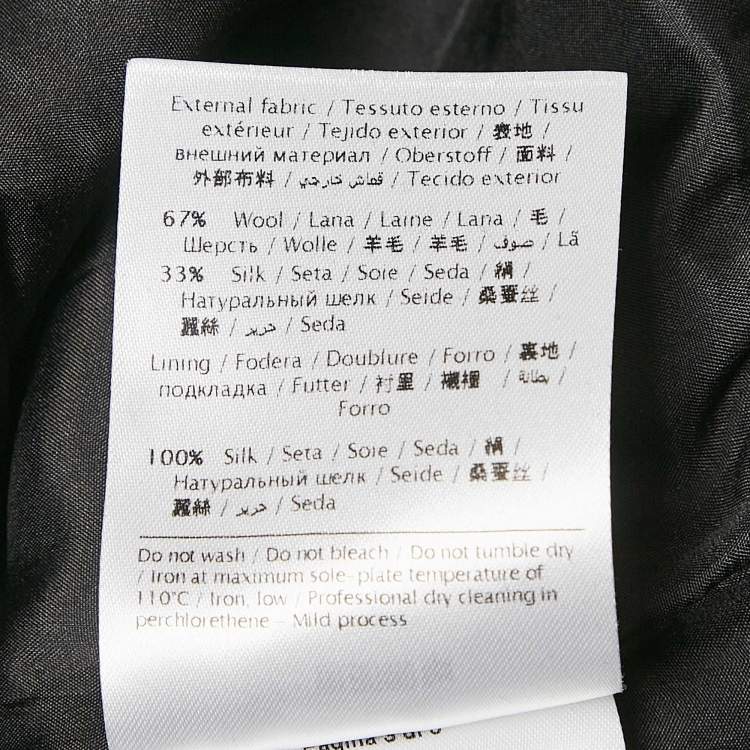 External fabric / Tessuto esterno / Tissu
extérieur / Tejido exterior / 表地 /
внешний материал / Oberstoff / 面料 /
外部布料 / قماش خارجي / Tecido exterior
67% Wool / Lana / Laine / Lana / 毛 /
Шерсть / Wolle / 羊毛 / 羊毛 / صوف / Lã
33% Silk / Seta / Soie / Seda / 絹 /
Натуральный шелк / Seide / 桑蚕丝 /
蠶絲 / حرير / Seda
Lining / Fodera / Doublure / Forro / 裏地 /
подкладка / Futter / 衬里 / 襯裡 / بطانة /
Forro
100% Silk / Seta / Soie / Seda / 絹 /
Натуральный шелк / Seide / 桑蚕丝 /
蠶絲 / حرير / Seda
Do not wash / Do not bleach / Do not tumble dry
/ Iron at maximum sole-plate temperature of
110°C / Iron, low / Professional dry cleaning in
perchlorethene - Mild process
Pagina 3 di